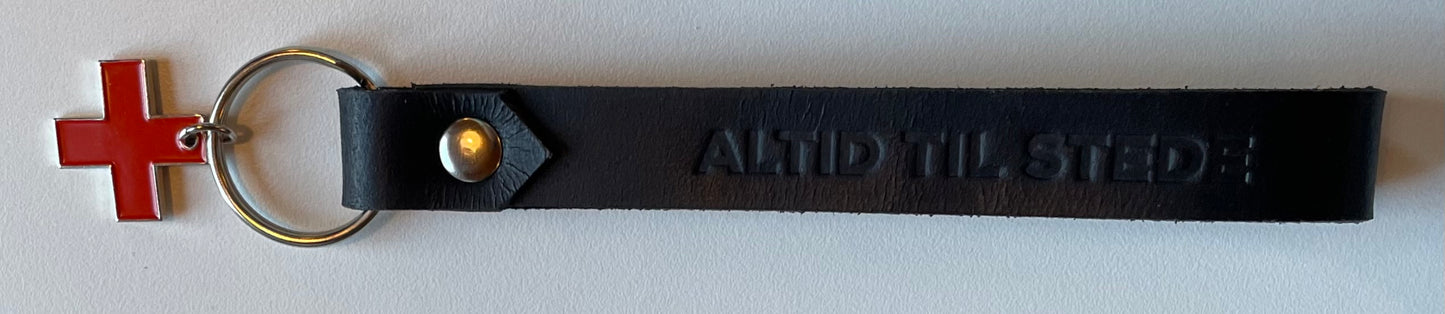 ALTID TIL STEDE